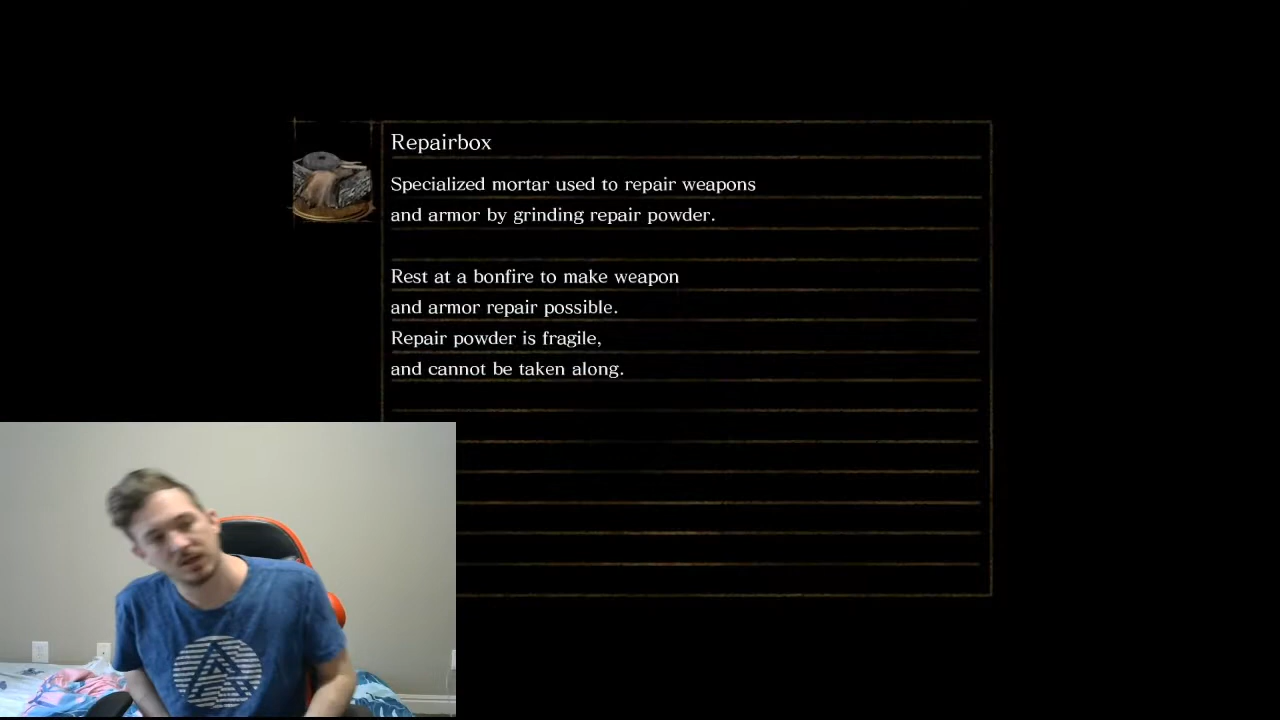 Repairbox
Specialized mortar used to repair weapons
and armor by grinding repair powder.
Rest at a bonfire to make weapon
and armor repair possible.
Repair powder is fragile,
and cannot be taken along.